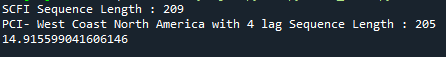 SCFI Sequence Length : 209
PCI- West Coast North America with 4 lag Sequence Length : 205
14.915599041606146